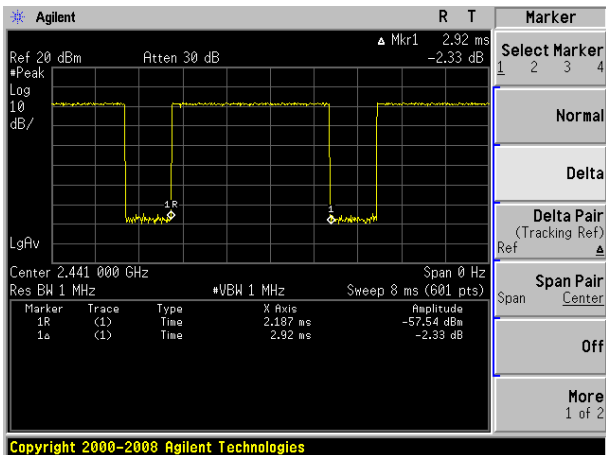 Agilent R T
Marker
Δ Mkr1 2.92 ms
Ref 20 dBm Atten 30 dB -2.33 dB
#Peak
Log
10
dB/
1R
1
LgAv
Center 2.441 000 GHz Span 0 Hz
Res BW 1 MHz #VBW 1 MHz Sweep 8 ms (601 pts)
Marker Trace Type X Axis Amplitude
1R (1) Time 2.187 ms -57.54 dBm
1Δ (1) Time 2.92 ms -2.33 dB
Copyright 2000-2008 Agilent Technologies
Select Marker
1 2 3 4
Normal
Delta
Delta Pair
(Tracking Ref)
Ref Δ
Span Pair
Span Center
Off
More
1 of 2